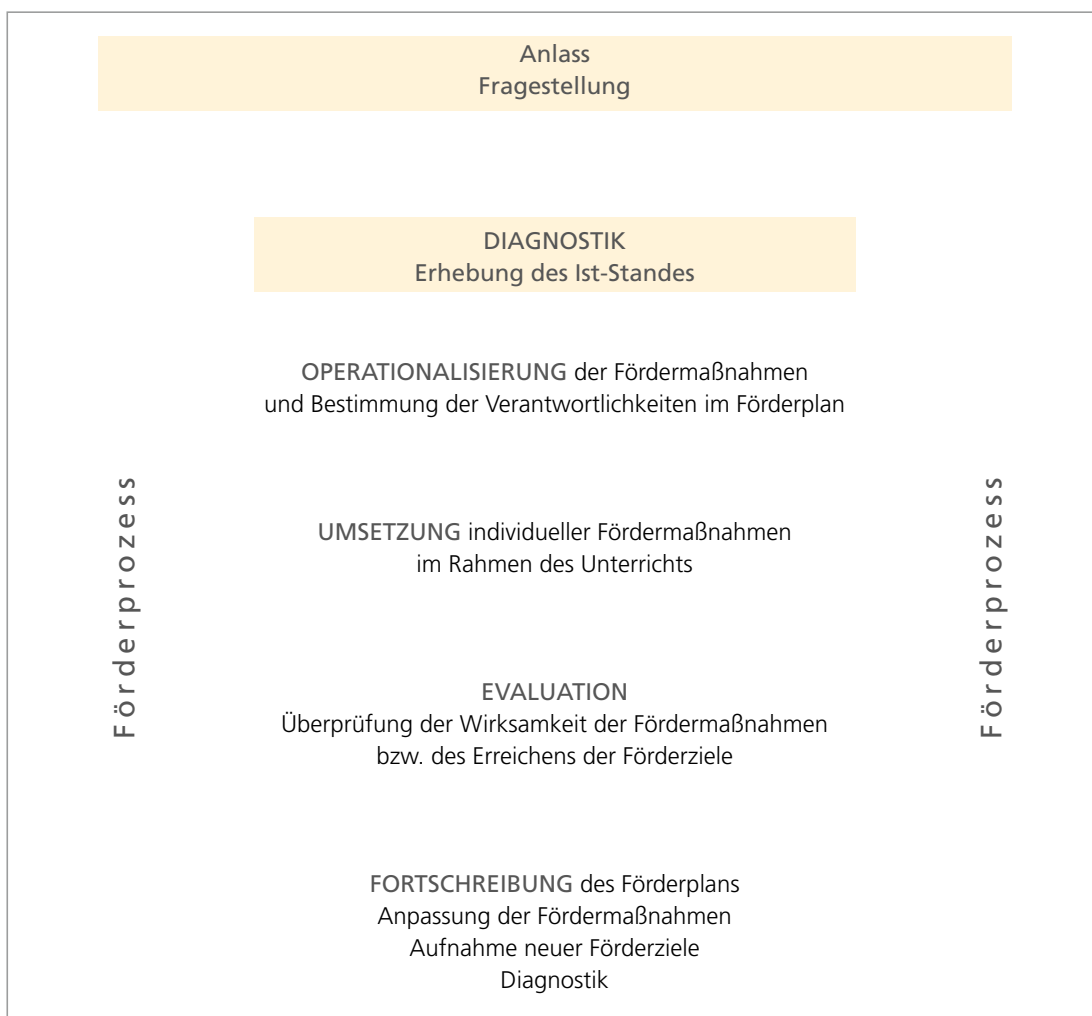 Anlass
Fragestellung
DIAGNOSTIK
Erhebung des Ist-Standes
OPERATIONALISIERUNG der Fördermaßnahmen
und Bestimmung der Verantwortlichkeiten im Förderplan
Förderprozess
UMSETZUNG individueller Fördermaßnahmen
im Rahmen des Unterrichts
EVALUATION
Überprüfung der Wirksamkeit der Fördermaßnahmen
bzw. des Erreichens der Förderziele
Förderprozess
FORTSCHREIBUNG des Förderplans
Anpassung der Fördermaßnahmen
Aufnahme neuer Förderziele
Diagnostik